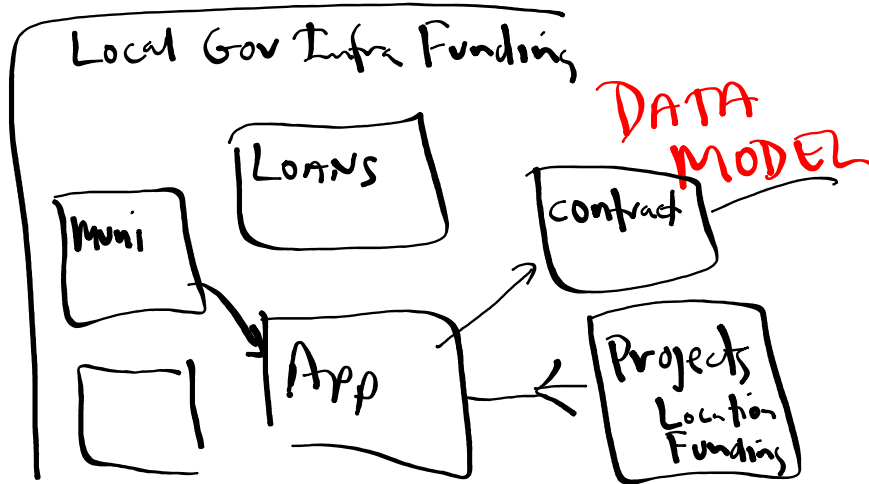 Local Gov Infra Funding
DATA
MODEL
LOANS
contract
Muni
App
Projects
Location
Funding